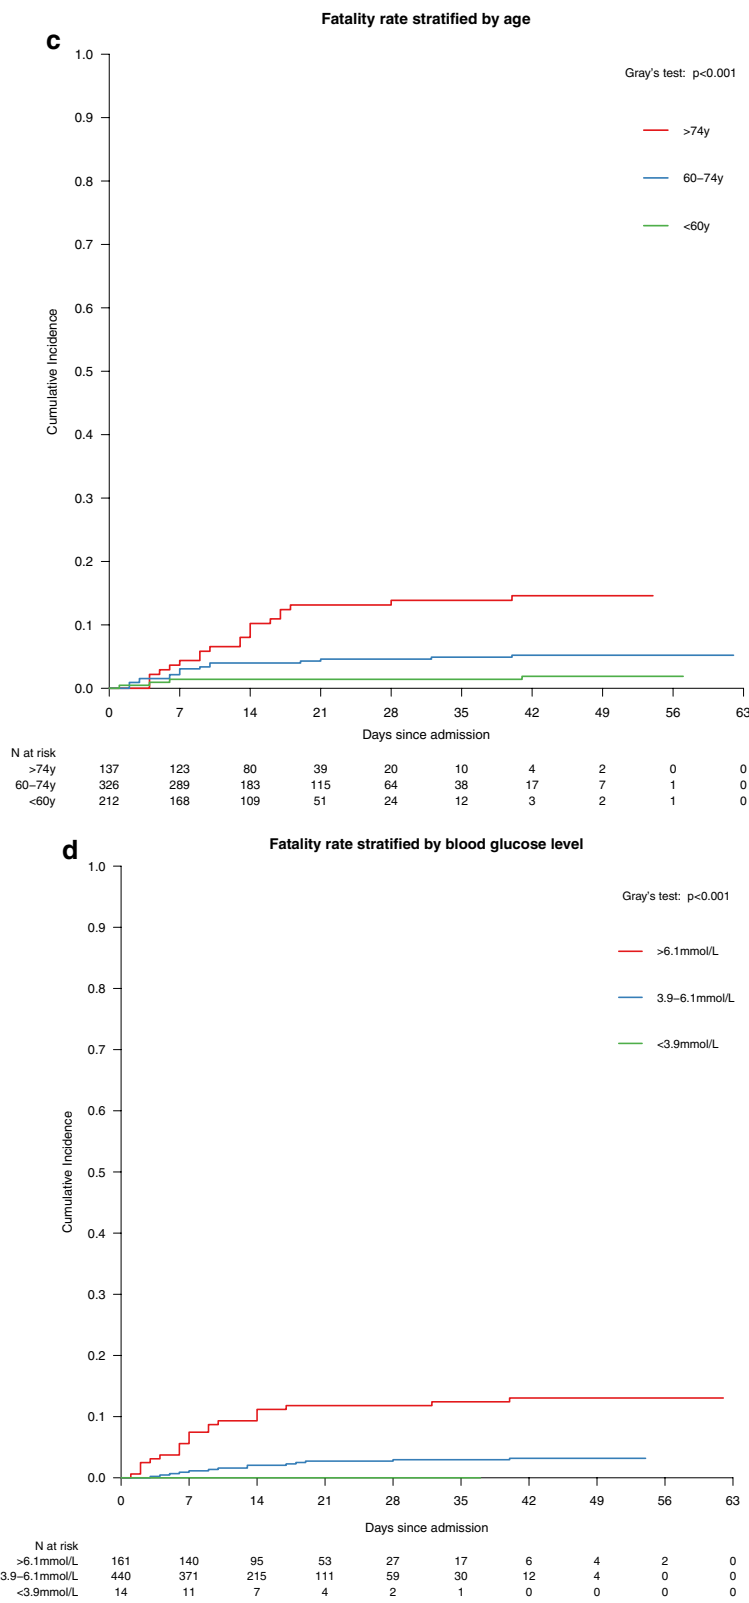 Fatality rate stratified by age
c
Gray's test: p<0.001
>74y
60–74y
<60y
Cumulative Incidence
1.0
0.9
0.8
0.7
0.6
0.5
0.4
0.3
0.2
0.1
0.0
0 7 14 21 28 35 42 49 56 63
Days since admission
N at risk
>74y 137 123 80 39 20 10 4 2 0 0
60–74y 326 289 183 115 64 38 17 7 1 0
<60y 212 168 109 51 24 12 3 2 1 0
d
Fatality rate stratified by blood glucose level
Gray's test: p<0.001
>6.1mmol/L
3.9–6.1mmol/L
<3.9mmol/L
Cumulative Incidence
1.0
0.9
0.8
0.7
0.6
0.5
0.4
0.3
0.2
0.1
0.0
0 7 14 21 28 35 42 49 56 63
Days since admission
N at risk
>6.1mmol/L 161 140 95 53 27 17 6 4 2 0
3.9–6.1mmol/L 440 371 215 111 59 30 12 4 0 0
<3.9mmol/L 14 11 7 4 2 1 0 0 0 0